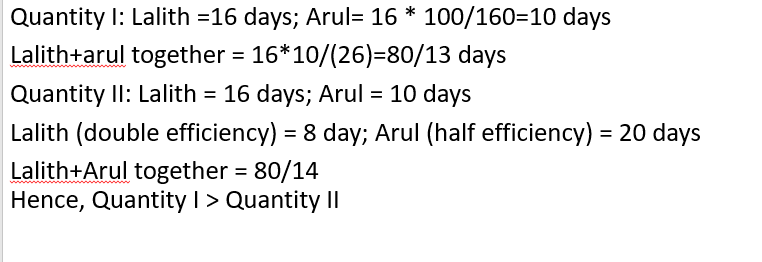 Quantity I: Lalith =16 days; Arul= 16 * 100/160=10 days
Lalith+arul together = 16*10/(26)=80/13 days
Quantity II: Lalith = 16 days; Arul = 10 days
Lalith (double efficiency) = 8 day; Arul (half efficiency) = 20 days
Lalith+Arul together = 80/14
Hence, Quantity I > Quantity II